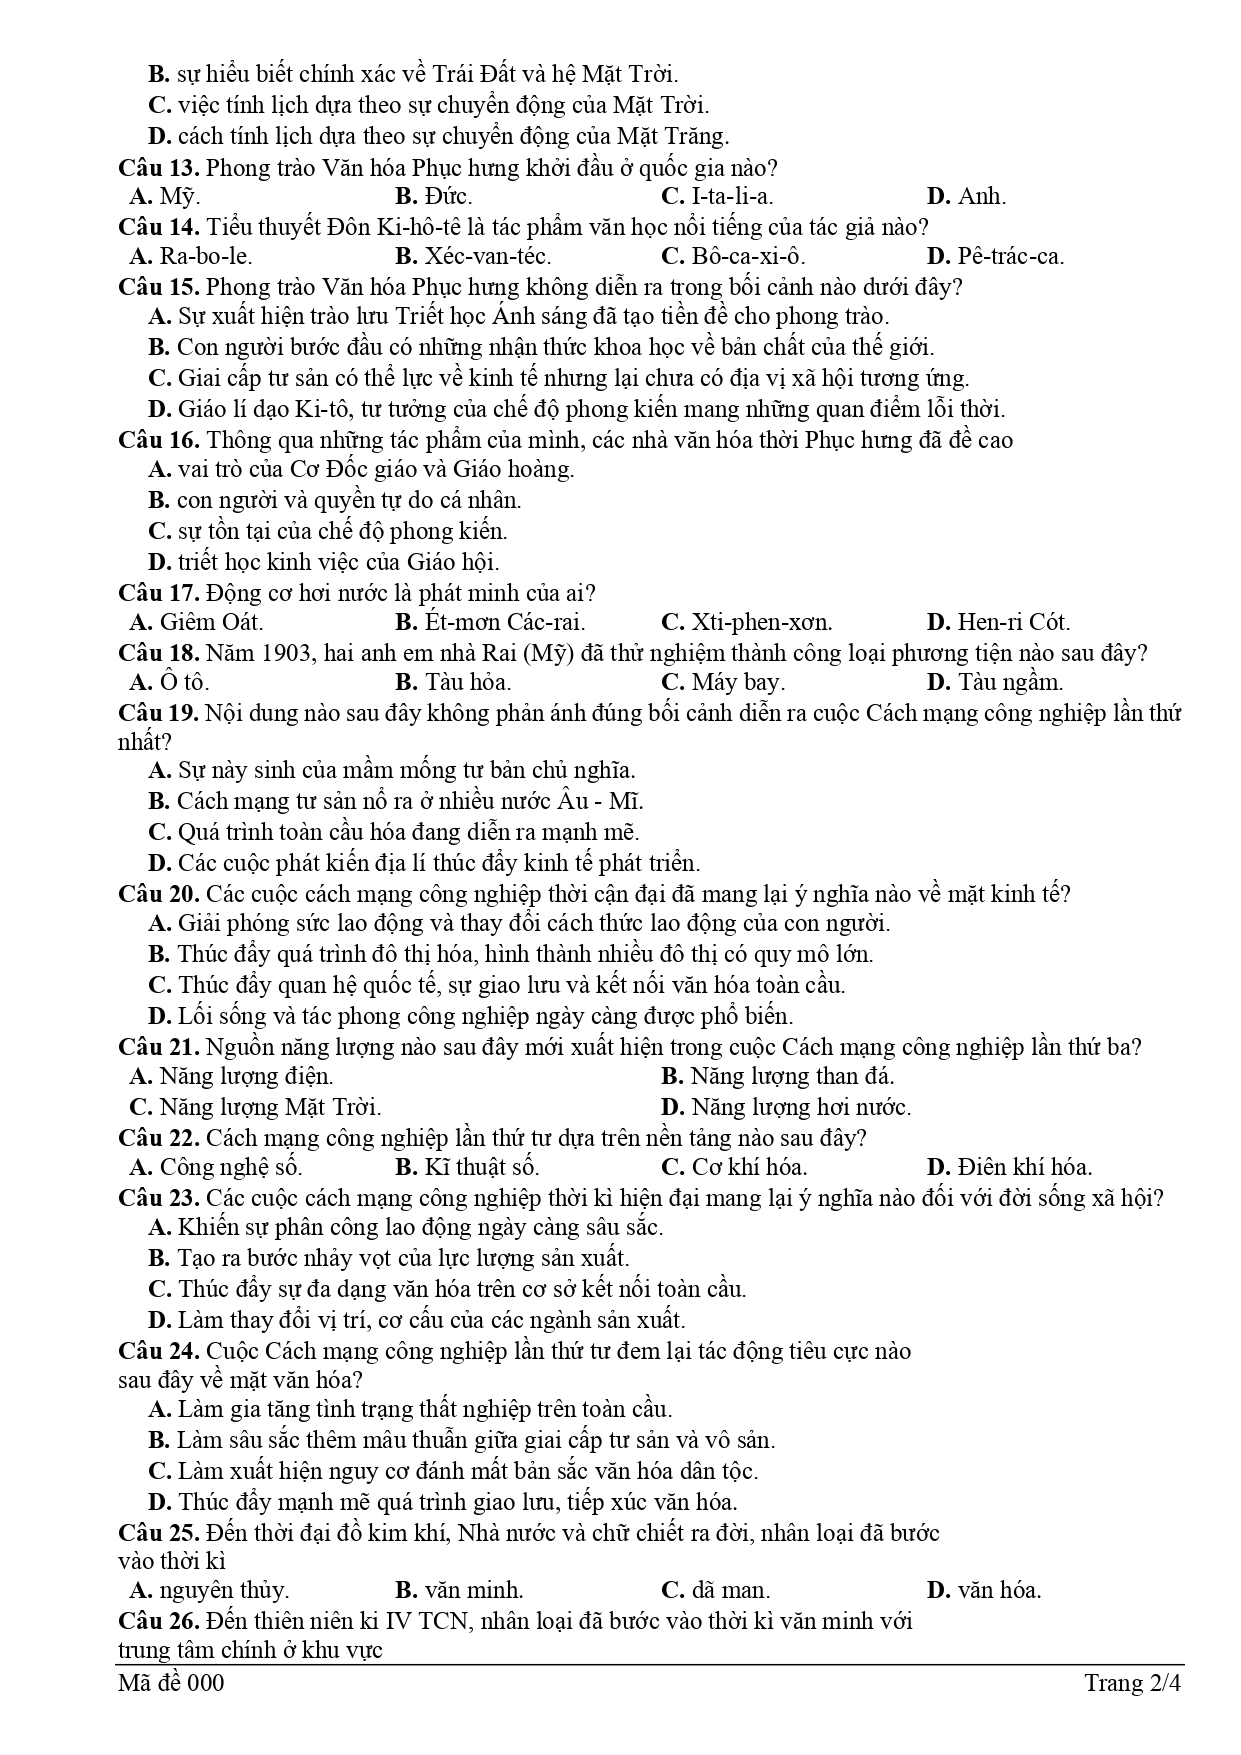 B. sự hiểu biết chính xác về Trái Đất và hệ Mặt Trời.
C. việc tính lịch dựa theo sự chuyển động của Mặt Trời.
D. cách tính lịch dựa theo sự chuyển động của Mặt Trăng.
Câu 13. Phong trào Văn hóa Phục hưng khởi đầu ở quốc gia nào?
A. Mỹ. B. Đức. C. I-ta-li-a. D. Anh.
Câu 14. Tiểu thuyết Đôn Ki-hô-tê là tác phẩm văn học nổi tiếng của tác giả nào?
A. Ra-bo-le. B. Xéc-van-téc. C. Bô-ca-xi-ô. D. Pê-trác-ca.
Câu 15. Phong trào Văn hóa Phục hưng không diễn ra trong bối cảnh nào dưới đây?
A. Sự xuất hiện trào lưu Triết học Ánh sáng đã tạo tiền đề cho phong trào.
B. Con người bước đầu có những nhận thức khoa học về bản chất của thế giới.
C. Giai cấp tư sản có thể lực về kinh tế nhưng lại chưa có địa vị xã hội tương ứng.
D. Giáo lí dạo Ki-tô, tư tưởng của chế độ phong kiến mang những quan điểm lỗi thời.
Câu 16. Thông qua những tác phẩm của mình, các nhà văn hóa thời Phục hưng đã đề cao
A. vai trò của Cơ Đốc giáo và Giáo hoàng.
B. con người và quyền tự do cá nhân.
C. sự tồn tại của chế độ phong kiến.
D. triết học kinh viện của Giáo hội.
Câu 17. Động cơ hơi nước là phát minh của ai?
A. Giêm Oát. B. Ét-mơn Các-rai. C. Xti-phen-xơn. D. Hen-ri Cót.
Câu 18. Năm 1903, hai anh em nhà Rai (Mỹ) đã thử nghiệm thành công loại phương tiện nào sau đây?
A. Ô tô. B. Tàu hỏa. C. Máy bay. D. Tàu ngầm.
Câu 19. Nội dung nào sau đây không phản ánh đúng bối cảnh diễn ra cuộc Cách mạng công nghiệp lần thứ
nhất?
A. Sự này sinh của mầm mống tư bản chủ nghĩa.
B. Cách mạng tư sản nổ ra ở nhiều nước Âu - Mĩ.
C. Quá trình toàn cầu hóa đang diễn ra mạnh mẽ.
D. Các cuộc phát kiến địa lí thúc đẩy kinh tế phát triển.
Câu 20. Các cuộc cách mạng công nghiệp thời cận đại đã mang lại ý nghĩa nào về mặt kinh tế?
A. Giải phóng sức lao động và thay đổi cách thức lao động của con người.
B. Thúc đẩy quá trình đô thị hóa, hình thành nhiều đô thị có quy mô lớn.
C. Thúc đẩy quan hệ quốc tế, sự giao lưu và kết nối văn hóa toàn cầu.
D. Lối sống và tác phong công nghiệp ngày càng được phổ biến.
Câu 21. Nguồn năng lượng nào sau đây mới xuất hiện trong cuộc Cách mạng công nghiệp lần thứ ba?
A. Năng lượng điện. B. Năng lượng than đá.
C. Năng lượng Mặt Trời. D. Năng lượng hơi nước.
Câu 22. Cách mạng công nghiệp lần thứ tư dựa trên nền tảng nào sau đây?
A. Công nghệ số. B. Kĩ thuật số. C. Cơ khí hóa. D. Điên khí hóa.
Câu 23. Các cuộc cách mạng công nghiệp thời kì hiện đại mang lại ý nghĩa nào đối với đời sống xã hội?
A. Khiến sự phân công lao động ngày càng sâu sắc.
B. Tạo ra bước nhảy vọt của lực lượng sản xuất.
C. Thúc đẩy sự đa dạng văn hóa trên cơ sở kết nối toàn cầu.
D. Làm thay đổi vị trí, cơ cấu của các ngành sản xuất.
Câu 24. Cuộc Cách mạng công nghiệp lần thứ tư đem lại tác động tiêu cực nào
sau đây về mặt văn hóa?
A. Làm gia tăng tình trạng thất nghiệp trên toàn cầu.
B. Làm sâu sắc thêm mâu thuẫn giữa giai cấp tư sản và vô sản.
C. Làm xuất hiện nguy cơ đánh mất bản sắc văn hóa dân tộc.
D. Thúc đẩy mạnh mẽ quá trình giao lưu, tiếp xúc văn hóa.
Câu 25. Đến thời đại đồ kim khí, Nhà nước và chữ chiết ra đời, nhân loại đã bước
vào thời kì
A. nguyên thủy. B. văn minh. C. dã man. D. văn hóa.
Câu 26. Đến thiên niên ki IV TCN, nhân loại đã bước vào thời kì văn minh với
trung tâm chính ở khu vực
Mã đề 000 Trang 2/4